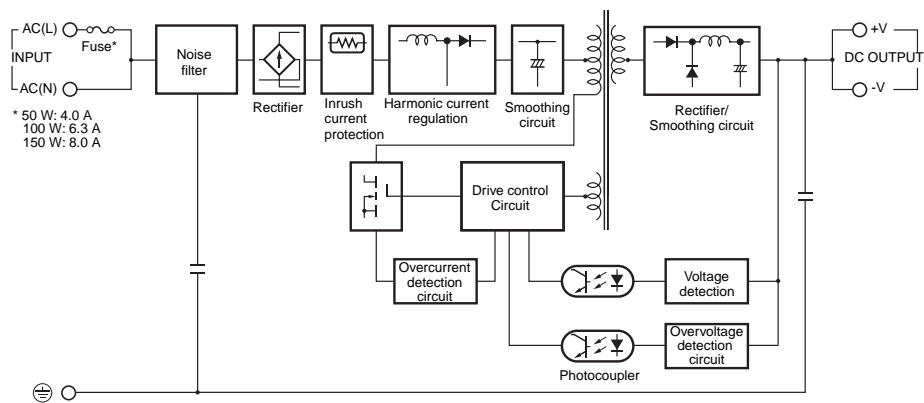 AC(L)
Fuse*
INPUT
AC(N)
* 50 W: 4.0 A
100 W: 6.3 A
150 W: 8.0 A
Noise
filter
Rectifier
Inrush
current
protection
Harmonic current
regulation
Smoothing
circuit
Rectifier/
Smoothing circuit
+V
DC OUTPUT
-V
Drive control
Circuit
Overcurrent
detection
circuit
Voltage
detection
Overvoltage
detection
circuit
Photocoupler